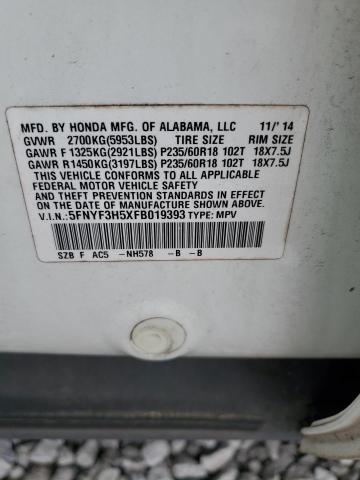 MFD. BY HONDA MFG. OF ALABAMA, LLC 11/'14
GVWR 2700KG(5953LBS) TIRE SIZE RIM SIZE
GAWR F 1325KG(2921LBS) P235/60R18 102T 18X7.5J
GAWR R1450KG(3197LBS) P235/60R18 102T 18X7.5J
THIS VEHICLE CONFORMS TO ALL APPLICABLE
FEDERAL MOTOR VEHICLE SAFETY AND THEFT
PREVENTION STANDARDS IN EFFECT ON THE
DATE OF MANUFACTURE SHOWN ABOVE.
V.I.N.:5FNYF3H5XFB019393 TYPE: MPV
SZB F AC5 -NH578 -B -B